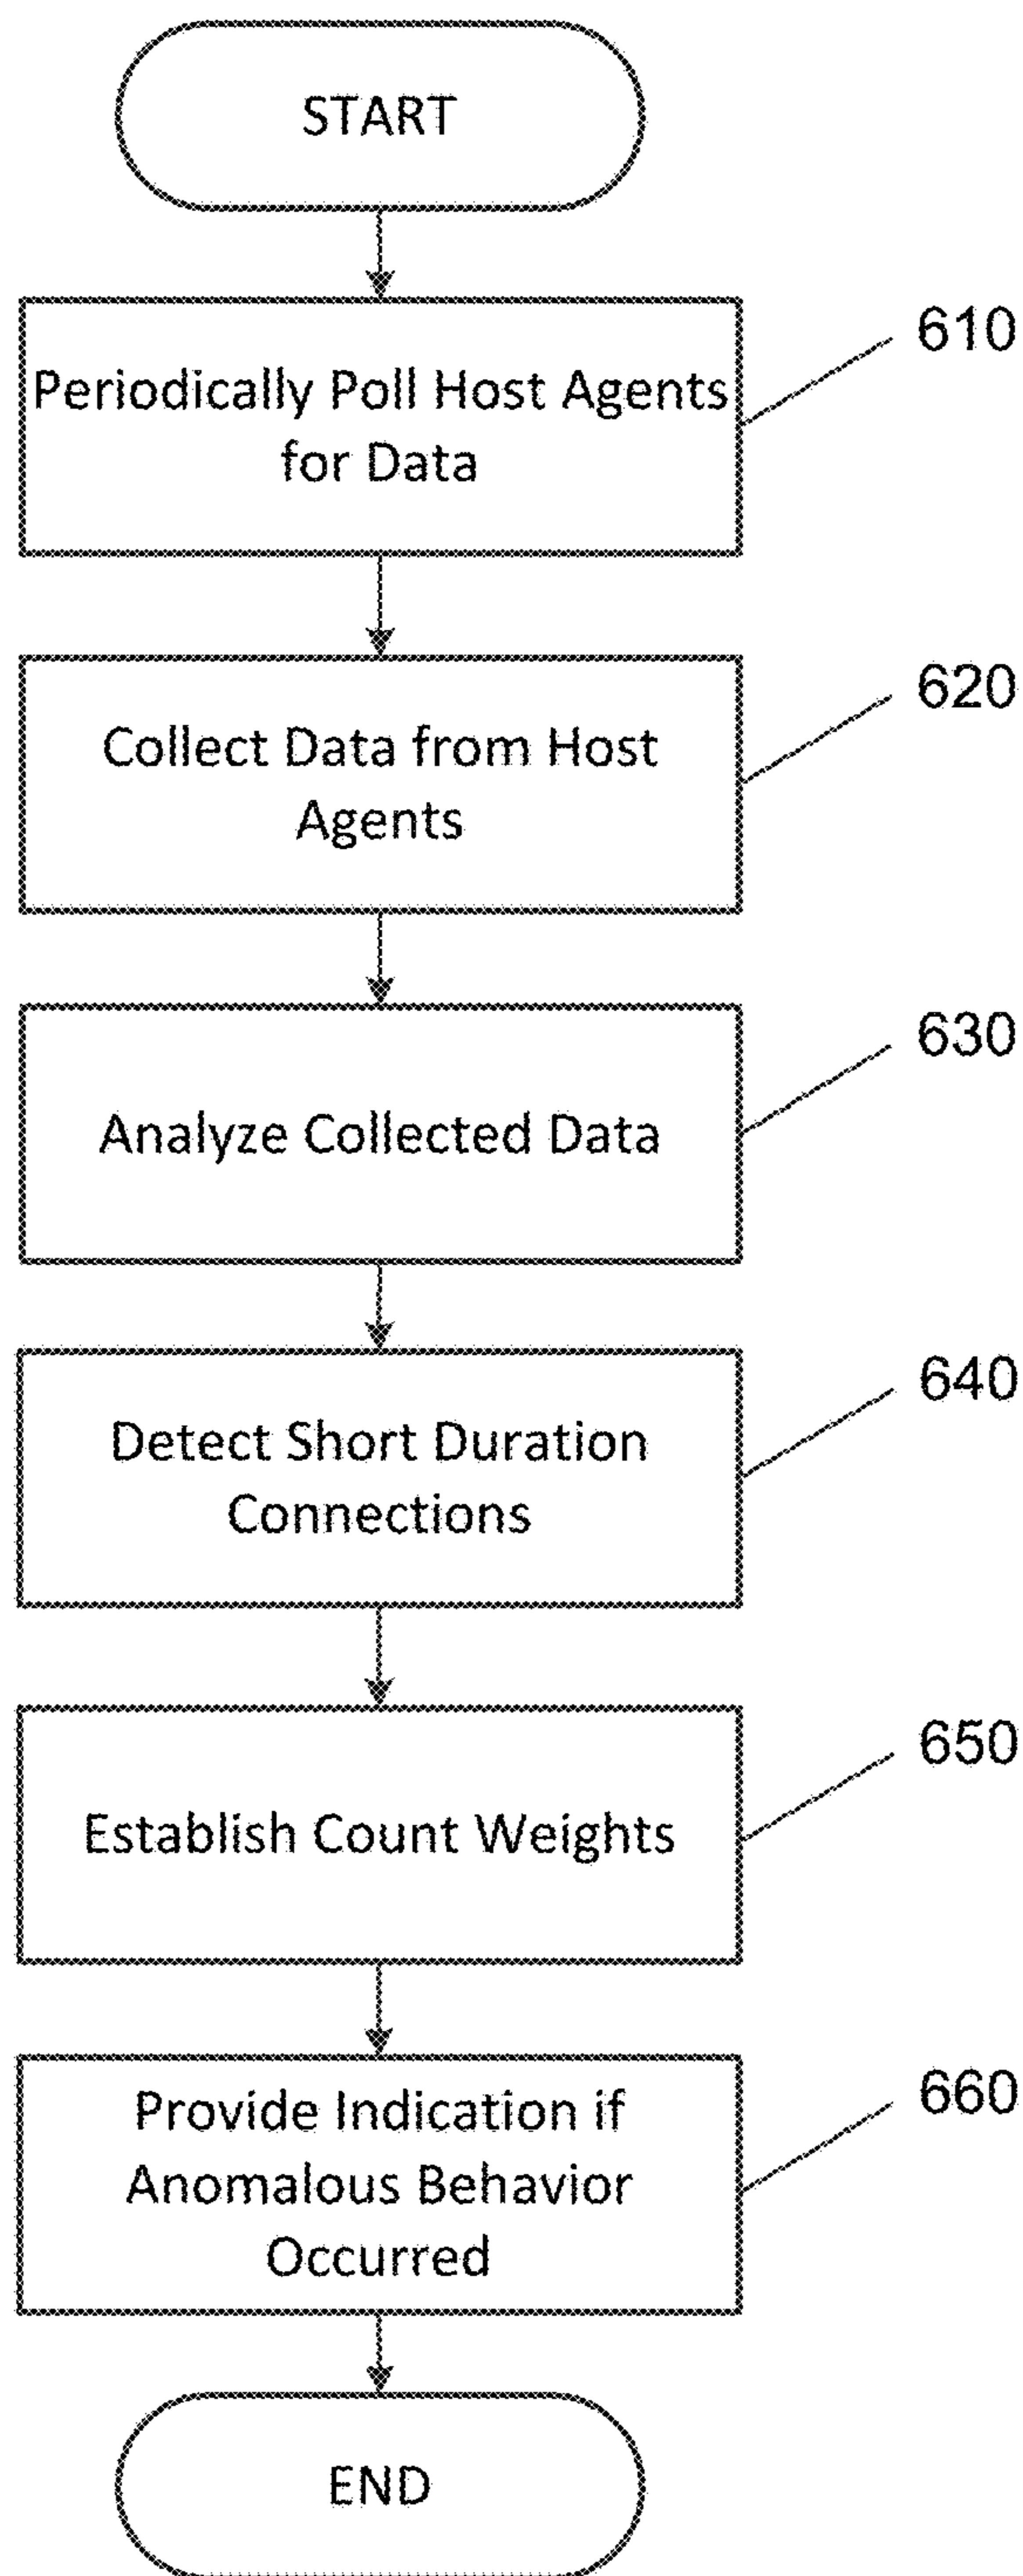 START
Periodically Poll Host Agents
for Data
610
Collect Data from Host
Agents
620
Analyze Collected Data
630
Detect Short Duration
Connections
640
Establish Count Weights
650
Provide Indication if
Anomalous Behavior
Occurred
660
END